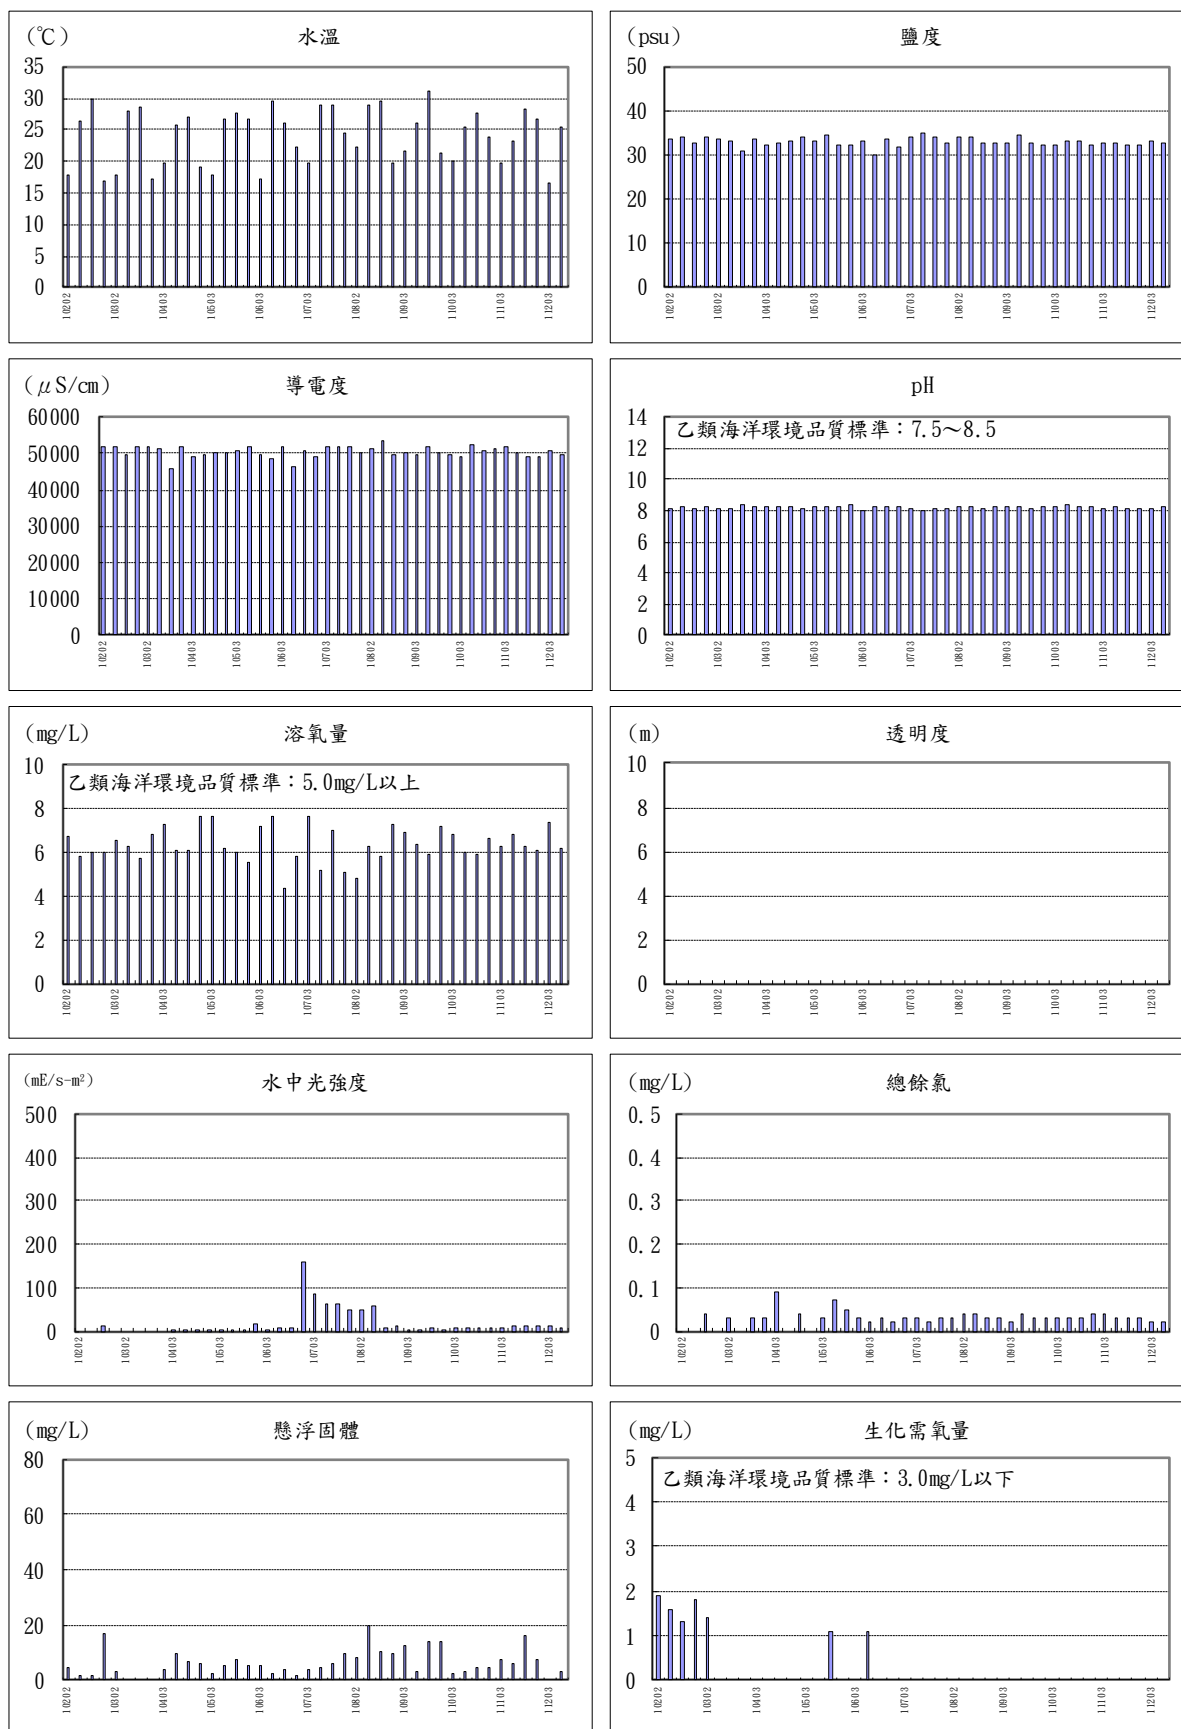 (℃) 水溫
35
30
25
20
15
10
5
0
10202 10302 10403 10503 10603 10703 10802 10903 11003 11103 11203
(psu) 鹽度
50
40
30
20
10
0
10202 10302 10403 10503 10603 10703 10802 10903 11003 11103 11203
(μS/cm) 導電度
60000
50000
40000
30000
20000
10000
0
10202 10302 10403 10503 10603 10703 10802 10903 11003 11103 11203
pH
乙類海洋環境品質標準：7.5～8.5
14
12
10
8
6
4
2
0
10202 10302 10403 10503 10603 10703 10802 10903 11003 11103 11203
(mg/L) 溶氧量
乙類海洋環境品質標準：5.0mg/L以上
10
8
6
4
2
0
10202 10302 10403 10503 10603 10703 10802 10903 11003 11103 11203
(m) 透明度
10
8
6
4
2
0
10202 10302 10403 10503 10603 10703 10802 10903 11003 11103 11203
(mE/s-m²) 水中光強度
500
400
300
200
100
0
10202 10302 10403 10503 10603 10703 10802 10903 11003 11103 11203
(mg/L) 總餘氯
0.5
0.4
0.3
0.2
0.1
0
10202 10302 10403 10503 10603 10703 10802 10903 11003 11103 11203
(mg/L) 懸浮固體
80
60
40
20
0
10202 10302 10403 10503 10603 10703 10802 10903 11003 11103 11203
(mg/L) 生化需氧量
乙類海洋環境品質標準：3.0mg/L以下
5
4
3
2
1
0
10202 10302 10403 10503 10603 10703 10802 10903 11003 11103 11203